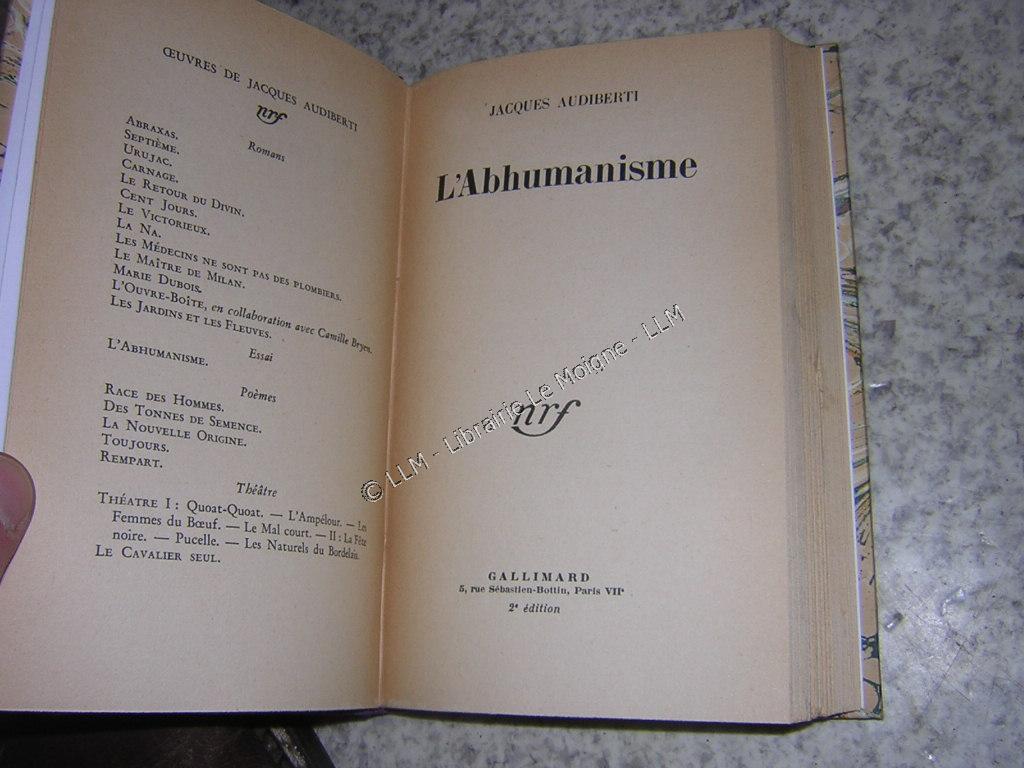 ŒUVRES DE JACQUES AUDIBERTI
nrf
Romans
ABRAXAS.
SEPTIÈME.
URUJAC.
CARNAGE.
LE RETOUR DU DIVIN.
CENT JOURS.
LE VICTORIEUX.
LA NA.
LES MÉDECINS NE SONT PAS DES PLOMBIERS.
LE MAÎTRE DE MILAN.
MARIE DUBOIS.
L'OUVRE-BOÎTE, en collaboration avec Camille Bryen.
LES JARDINS ET LES FLEUVES.
Essai
L'ABHUMANISME.
Poèmes
RACE DES HOMMES.
DES TONNES DE SEMENCE.
LA NOUVELLE ORIGINE.
TOUJOURS.
REMPART.
Théâtre
THÉATRE I : Quoat-Quoat. — L'Ampélour. — Les
Femmes du Bœuf. — Le Mal court. — II : La Fête
noire. — Pucelle. — Les Naturels du Bordelais.
LE CAVALIER SEUL.
JACQUES AUDIBERTI
L'Abhumanisme
nrf
GALLIMARD
5, rue Sébastien-Bottin, Paris VIIᵉ
2ᵉ édition
© LLM - Librairie Le Moigne - LLM